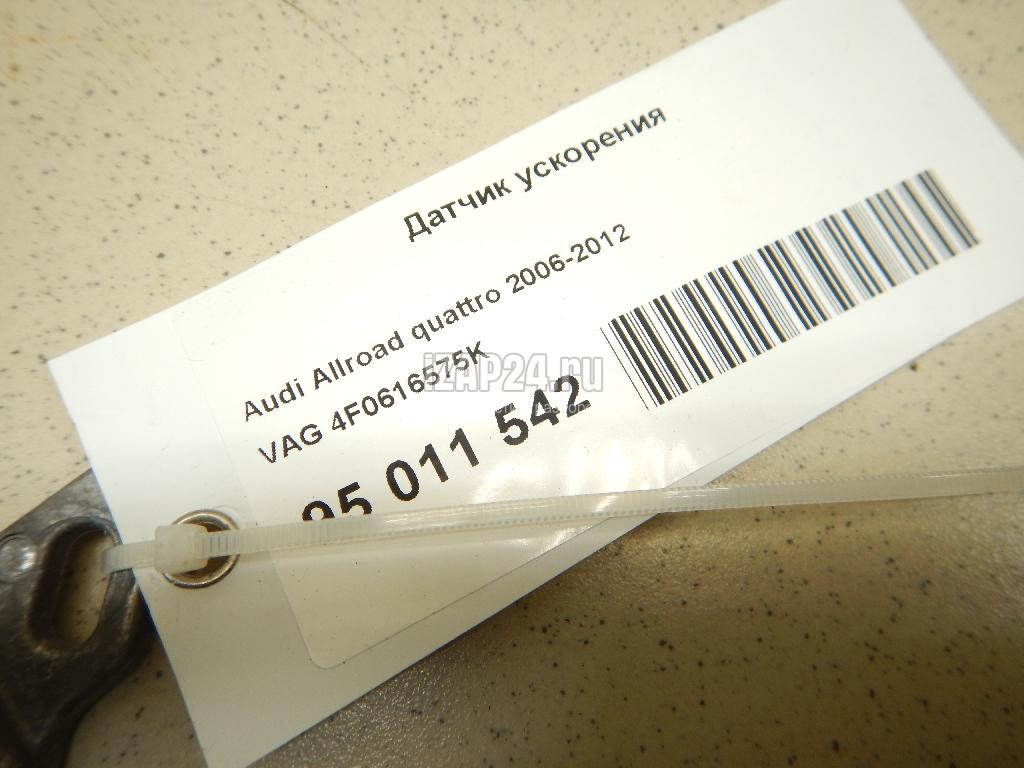 Датчик ускорения
Audi Allroad quattro 2006-2012
VAG 4F0616575K
iZAP24.ru
95 011 542